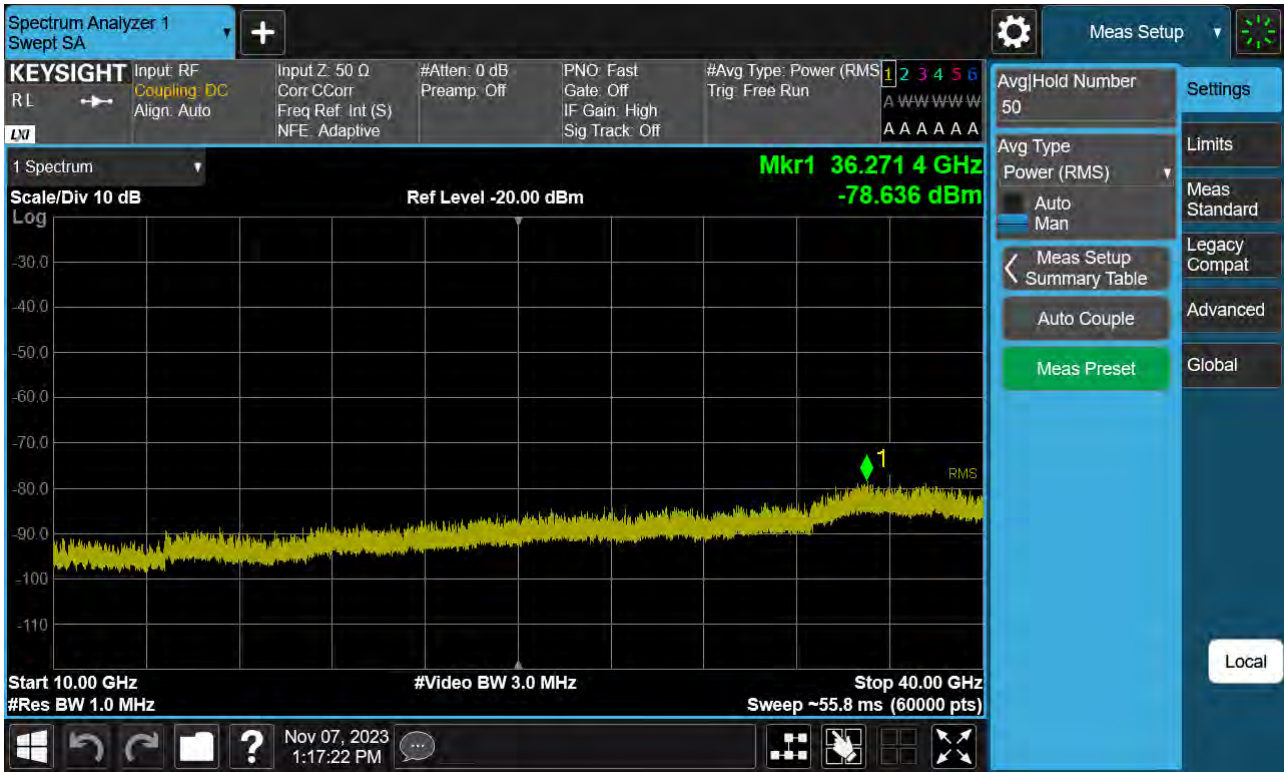 Spectrum Analyzer 1
Swept SA
Meas Setup
KEYSIGHT
RL
LXI
Input: RF
Coupling: DC
Align: Auto
Input Z: 50 Ω
Corr CCorr
Freq Ref: Int (S)
NFE: Adaptive
#Atten: 0 dB
Preamp: Off
PNO: Fast
Gate: Off
IF Gain: High
Sig Track: Off
#Avg Type: Power (RMS
Trig: Free Run
1 2 3 4 5 6
A W W W W W
A A A A A A
1 Spectrum
Mkr1 36.271 4 GHz
-78.636 dBm
Scale/Div 10 dB
Ref Level -20.00 dBm
Log
-30.0
-40.0
-50.0
-60.0
-70.0
-80.0
-90.0
-100
-110
1
RMS
Start 10.00 GHz
#Video BW 3.0 MHz
Stop 40.00 GHz
#Res BW 1.0 MHz
Sweep ~55.8 ms (60000 pts)
Avg|Hold Number
50
Avg Type
Power (RMS)
Auto
Man
Meas Setup
Summary Table
Auto Couple
Meas Preset
Settings
Limits
Meas
Standard
Legacy
Compat
Advanced
Global
Local
?
Nov 07, 2023
1:17:22 PM